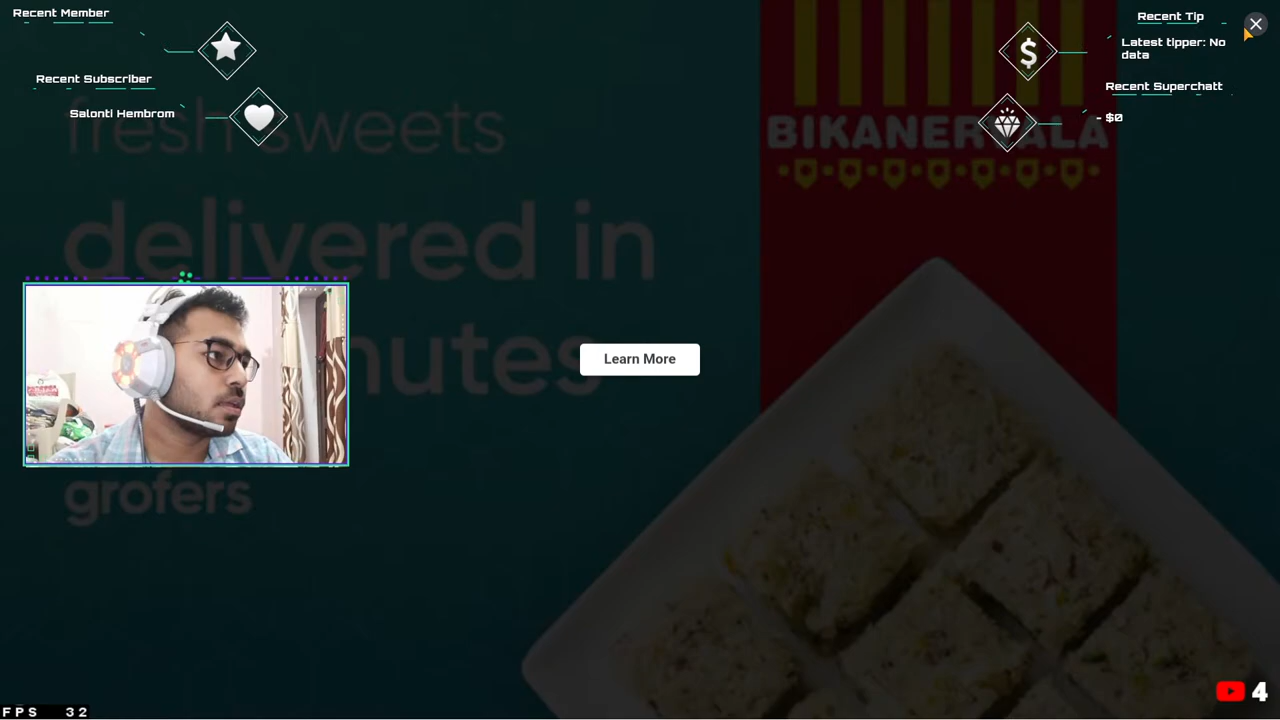 Recent Member
Recent Subscriber
Salonti Hembrom
Recent Tip
Latest tipper: No
data
Recent Superchatt
- $0
BIKANERVALA
fresh sweets
delivered in
nutes
grofers
Learn More
4
FPS 32